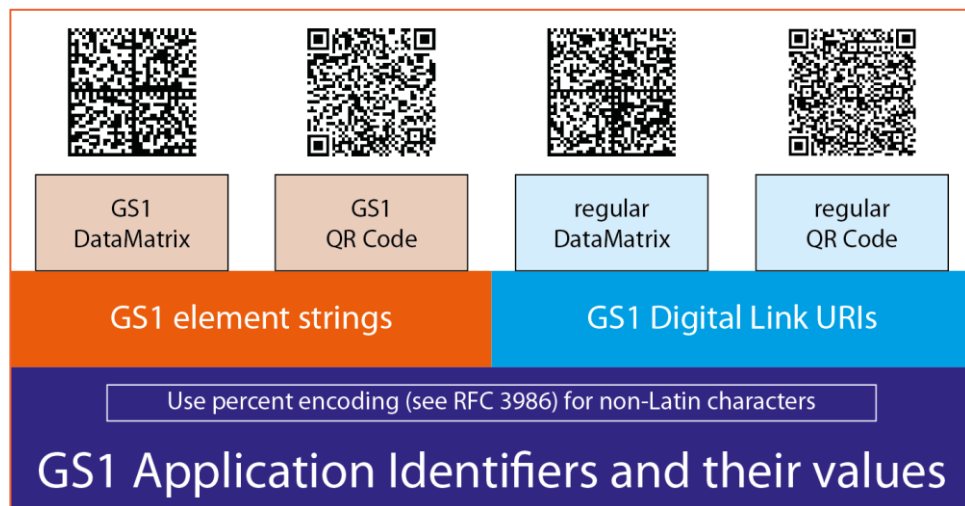 GS1
DataMatrix
GS1
QR Code
regular
DataMatrix
regular
QR Code
GS1 element strings
GS1 Digital Link URIs
Use percent encoding (see RFC 3986) for non-Latin characters
GS1 Application Identifiers and their values